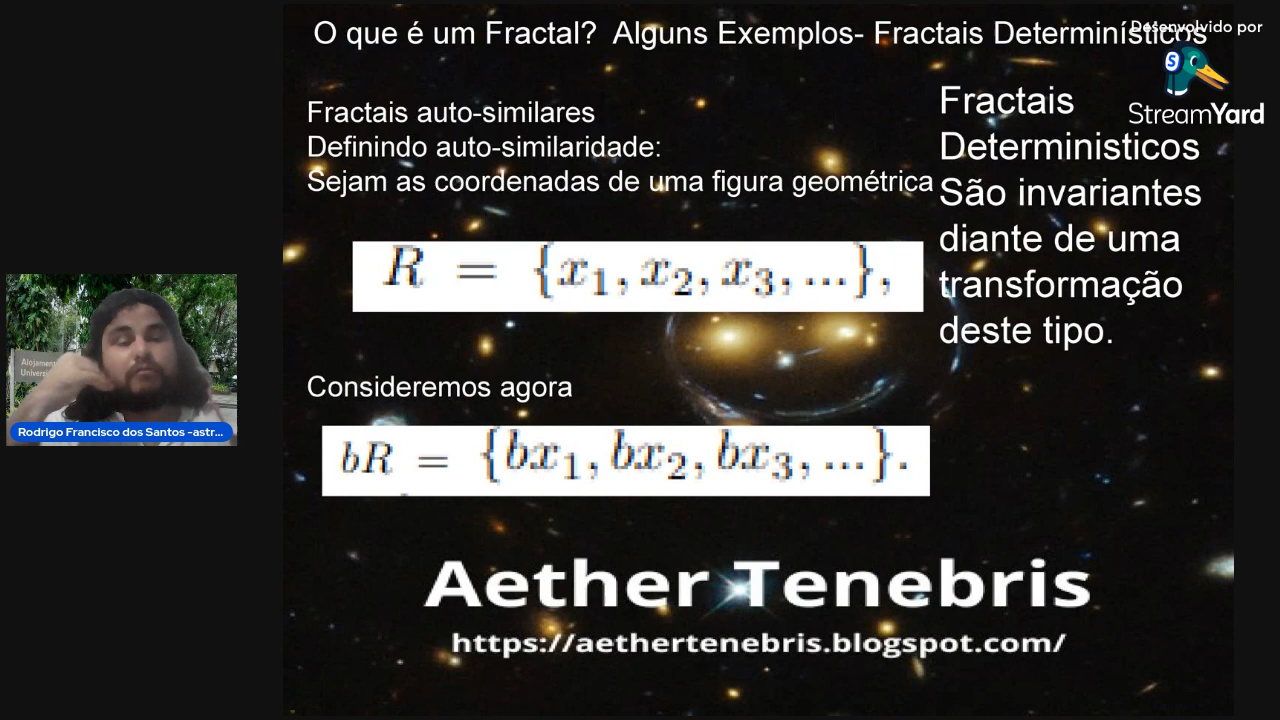 O que é um Fractal?  Alguns Exemplos- Fractais Determinísticos
Desenvolvido por
StreamYard
Fractais auto-similares
Definindo auto-similaridade:
Sejam as coordenadas de uma figura geométrica
R = {x₁, x₂, x₃, ...},
Consideremos agora
bR = {bx₁, bx₂, bx₃, ...}.
Fractais
Deterministicos
São invariantes
diante de uma
transformação
deste tipo.
Alojamen
Univers
Rodrigo Francisco dos Santos -astr...
Aether Tenebris
https://aethertenebris.blogspot.com/